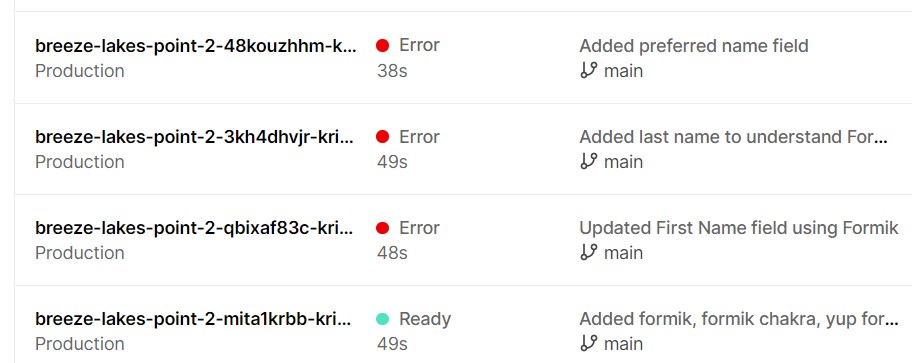 breeze-lakes-point-2-48kouzhhm-k... Error Added preferred name field
Production 38s main
breeze-lakes-point-2-3kh4dhvjr-kri... Error Added last name to understand For...
Production 49s main
breeze-lakes-point-2-qbixaf83c-kri... Error Updated First Name field using Formik
Production 48s main
breeze-lakes-point-2-mita1krbb-kri... Ready Added formik, formik chakra, yup for...
Production 49s main